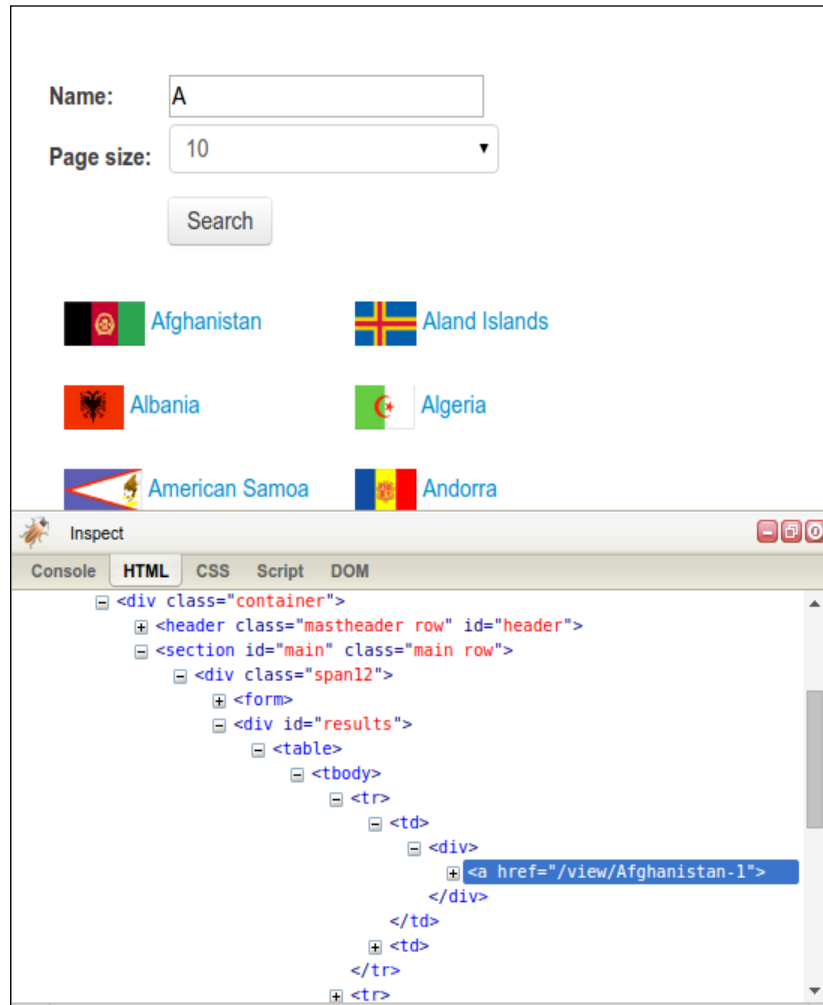 Name: A
Page size: 10
Search
Afghanistan Aland Islands
Albania Algeria
American Samoa Andorra
Inspect
Console HTML CSS Script DOM
<div class="container">
<header class="mastheader row" id="header">
<section id="main" class="main row">
<div class="span12">
<form>
<div id="results">
<table>
<tbody>
<tr>
<td>
<div>
<a href="/view/Afghanistan-1">
</div>
</td>
<td>
</tr>
<tr>